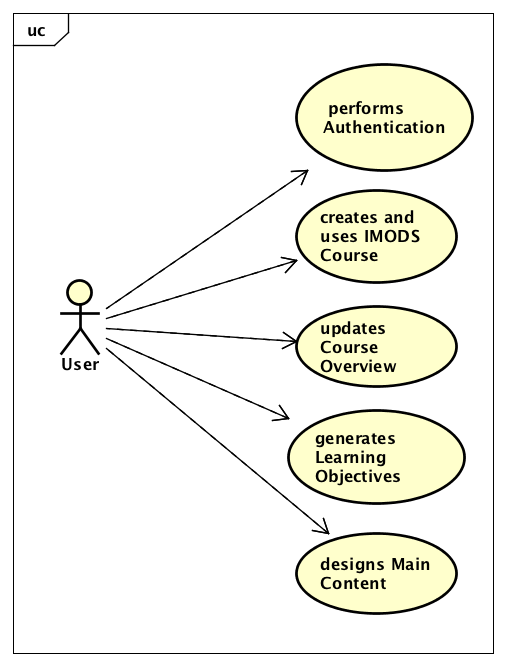 uc
performs
Authentication
creates and
uses IMODS
Course
updates
Course
Overview
User
generates
Learning
Objectives
designs Main
Content